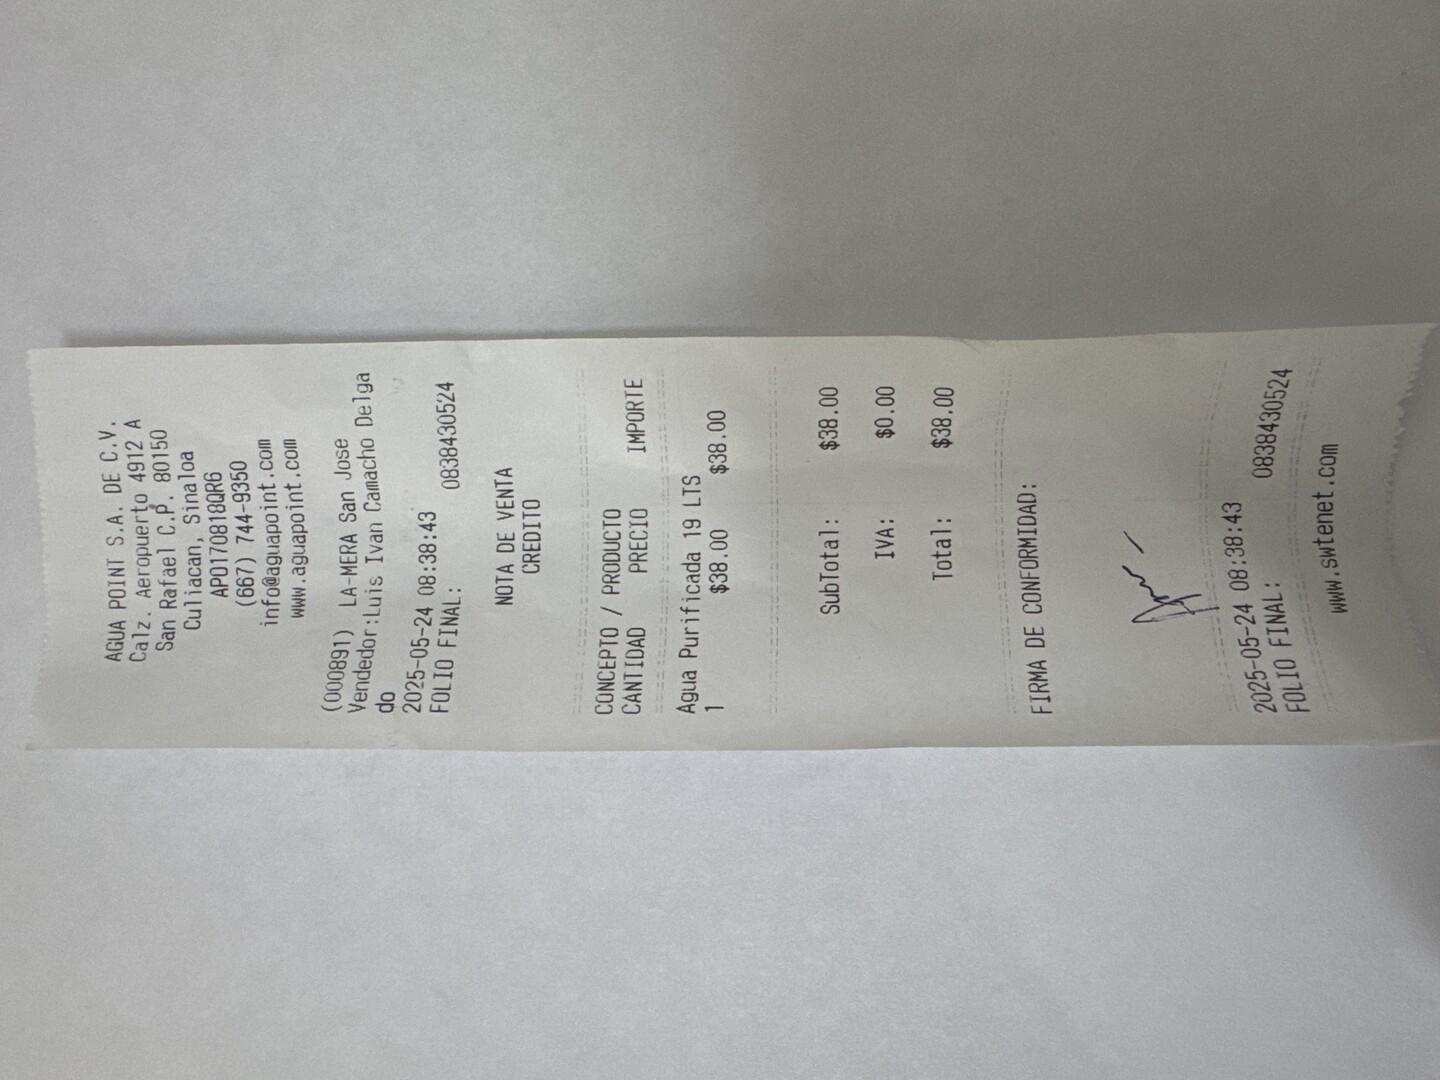 AGUA POINT S.A. DE C.V.
Calz. Aeropuerto 4912 A
San Rafael C.P. 80150
Culiacan, Sinaloa
APO170818QR6
(667) 744-9350
info@aguapoint.com
www.aguapoint.com
(000891) LA-MERA San Jose
Vendedor:Luis Ivan Camacho Delga
do
2025-05-24 08:38:43
FOLIO FINAL: 0838430524
NOTA DE VENTA
CREDITO
CONCEPTO / PRODUCTO
CANTIDAD PRECIO IMPORTE
Agua Purificada 19 LTS
1 $38.00 $38.00
SubTotal: $38.00
IVA: $0.00
Total: $38.00
FIRMA DE CONFORMIDAD:
2025-05-24 08:38:43
FOLIO FINAL: 0838430524
www.swtenet.com